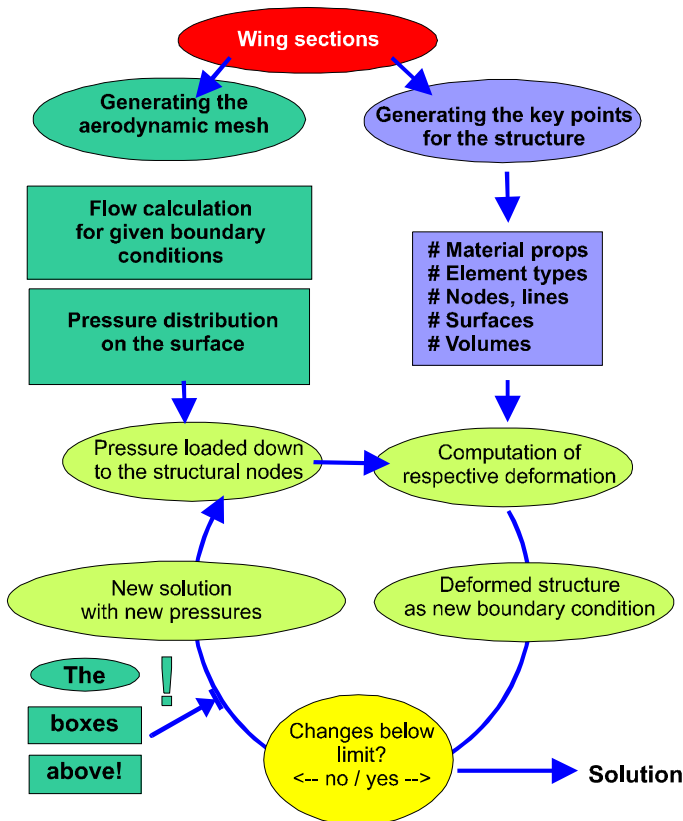 Wing sections
Generating the
aerodynamic mesh
Generating the key points
for the structure
Flow calculation
for given boundary
conditions
# Material props
# Element types
# Nodes, lines
# Surfaces
# Volumes
Pressure distribution
on the surface
Pressure loaded down
to the structural nodes
Computation of
respective deformation
New solution
with new pressures
Deformed structure
as new boundary condition
The
!
boxes
above!
Changes below
limit?
<-- no / yes -->
Solution